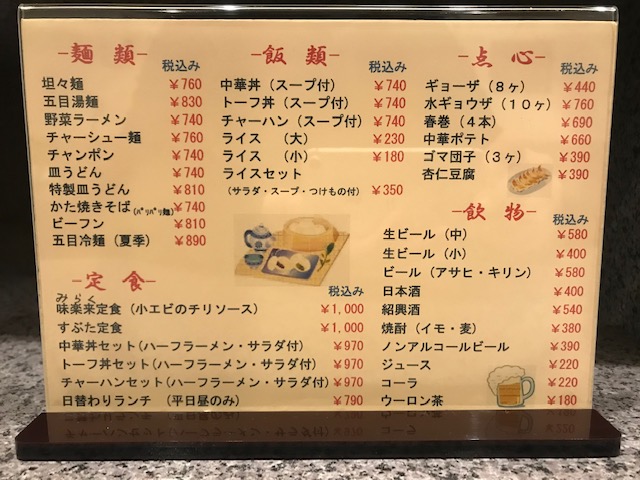 -麺 類-
税込み
坦々麺 ¥760
五目湯麺 ¥830
野菜ラーメン ¥740
チャーシュー麺 ¥760
チャンポン ¥740
皿うどん ¥740
特製皿うどん ¥810
かた焼きそば(パリパリ麺) ¥740
ビーフン ¥810
五目冷麺(夏季) ¥890
-飯 類-
税込み
中華丼(スープ付) ¥740
トーフ丼(スープ付) ¥740
チャーハン(スープ付) ¥740
ライス (大) ¥230
ライス (小) ¥180
ライスセット
(サラダ・スープ・つけもの付) ¥350
-点 心-
税込み
ギョーザ(8ヶ) ¥440
水ギョウザ(10ヶ) ¥760
春巻(4本) ¥690
中華ポテト ¥660
ゴマ団子(3ヶ) ¥390
杏仁豆腐 ¥390
-飲 物-
税込み
生ビール(中) ¥580
生ビール(小) ¥400
ビール(アサヒ・キリン) ¥580
日本酒 ¥400
紹興酒 ¥540
焼酎(イモ・麦) ¥380
ノンアルコールビール ¥390
ジュース ¥220
コーラ ¥220
ウーロン茶 ¥180
-定 食-
税込み
みらく
味楽来定食(小エビのチリソース) ¥1,000
すぶた定食 ¥1,000
中華丼セット(ハーフラーメン・サラダ付) ¥970
トーフ丼セット(ハーフラーメン・サラダ付) ¥970
チャーハンセット(ハーフラーメン・サラダ付) ¥970
日替わりランチ (平日昼のみ) ¥790